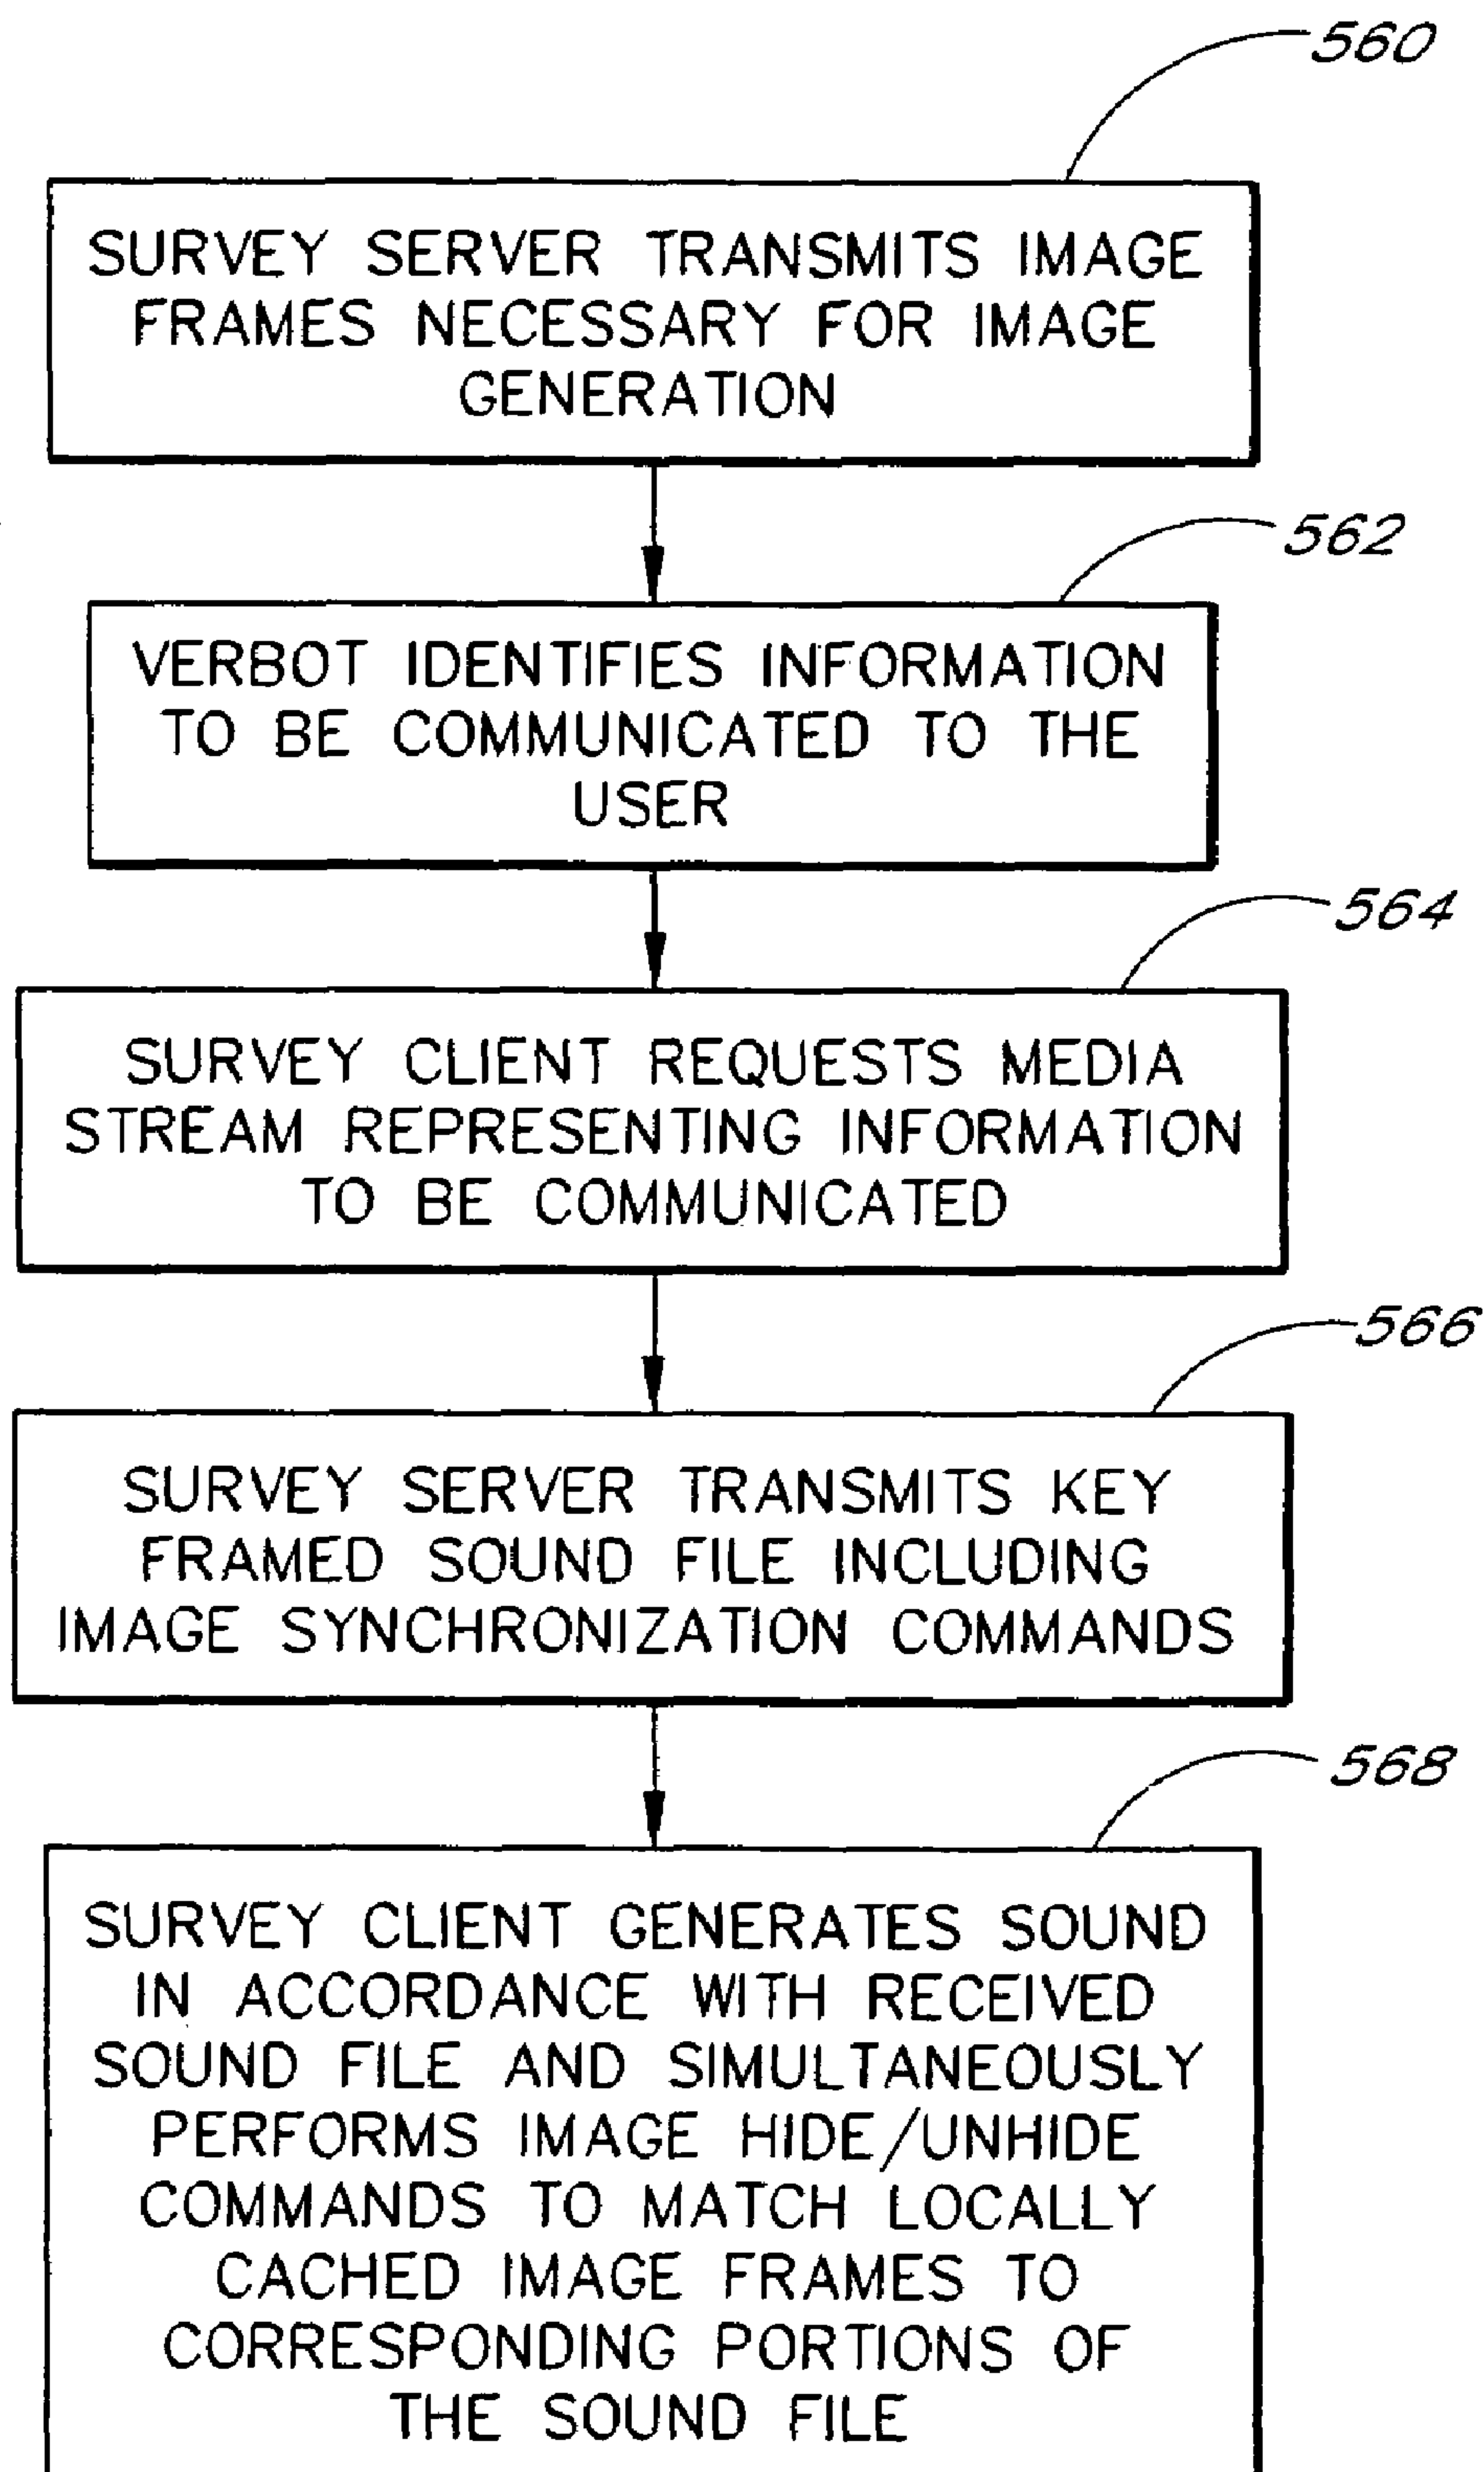 560
SURVEY SERVER TRANSMITS IMAGE
FRAMES NECESSARY FOR IMAGE
GENERATION
562
VERBOT IDENTIFIES INFORMATION
TO BE COMMUNICATED TO THE
USER
564
SURVEY CLIENT REQUESTS MEDIA
STREAM REPRESENTING INFORMATION
TO BE COMMUNICATED
566
SURVEY SERVER TRANSMITS KEY
FRAMED SOUND FILE INCLUDING
IMAGE SYNCHRONIZATION COMMANDS
568
SURVEY CLIENT GENERATES SOUND
IN ACCORDANCE WITH RECEIVED
SOUND FILE AND SIMULTANEOUSLY
PERFORMS IMAGE HIDE/UNHIDE
COMMANDS TO MATCH LOCALLY
CACHED IMAGE FRAMES TO
CORRESPONDING PORTIONS OF
THE SOUND FILE